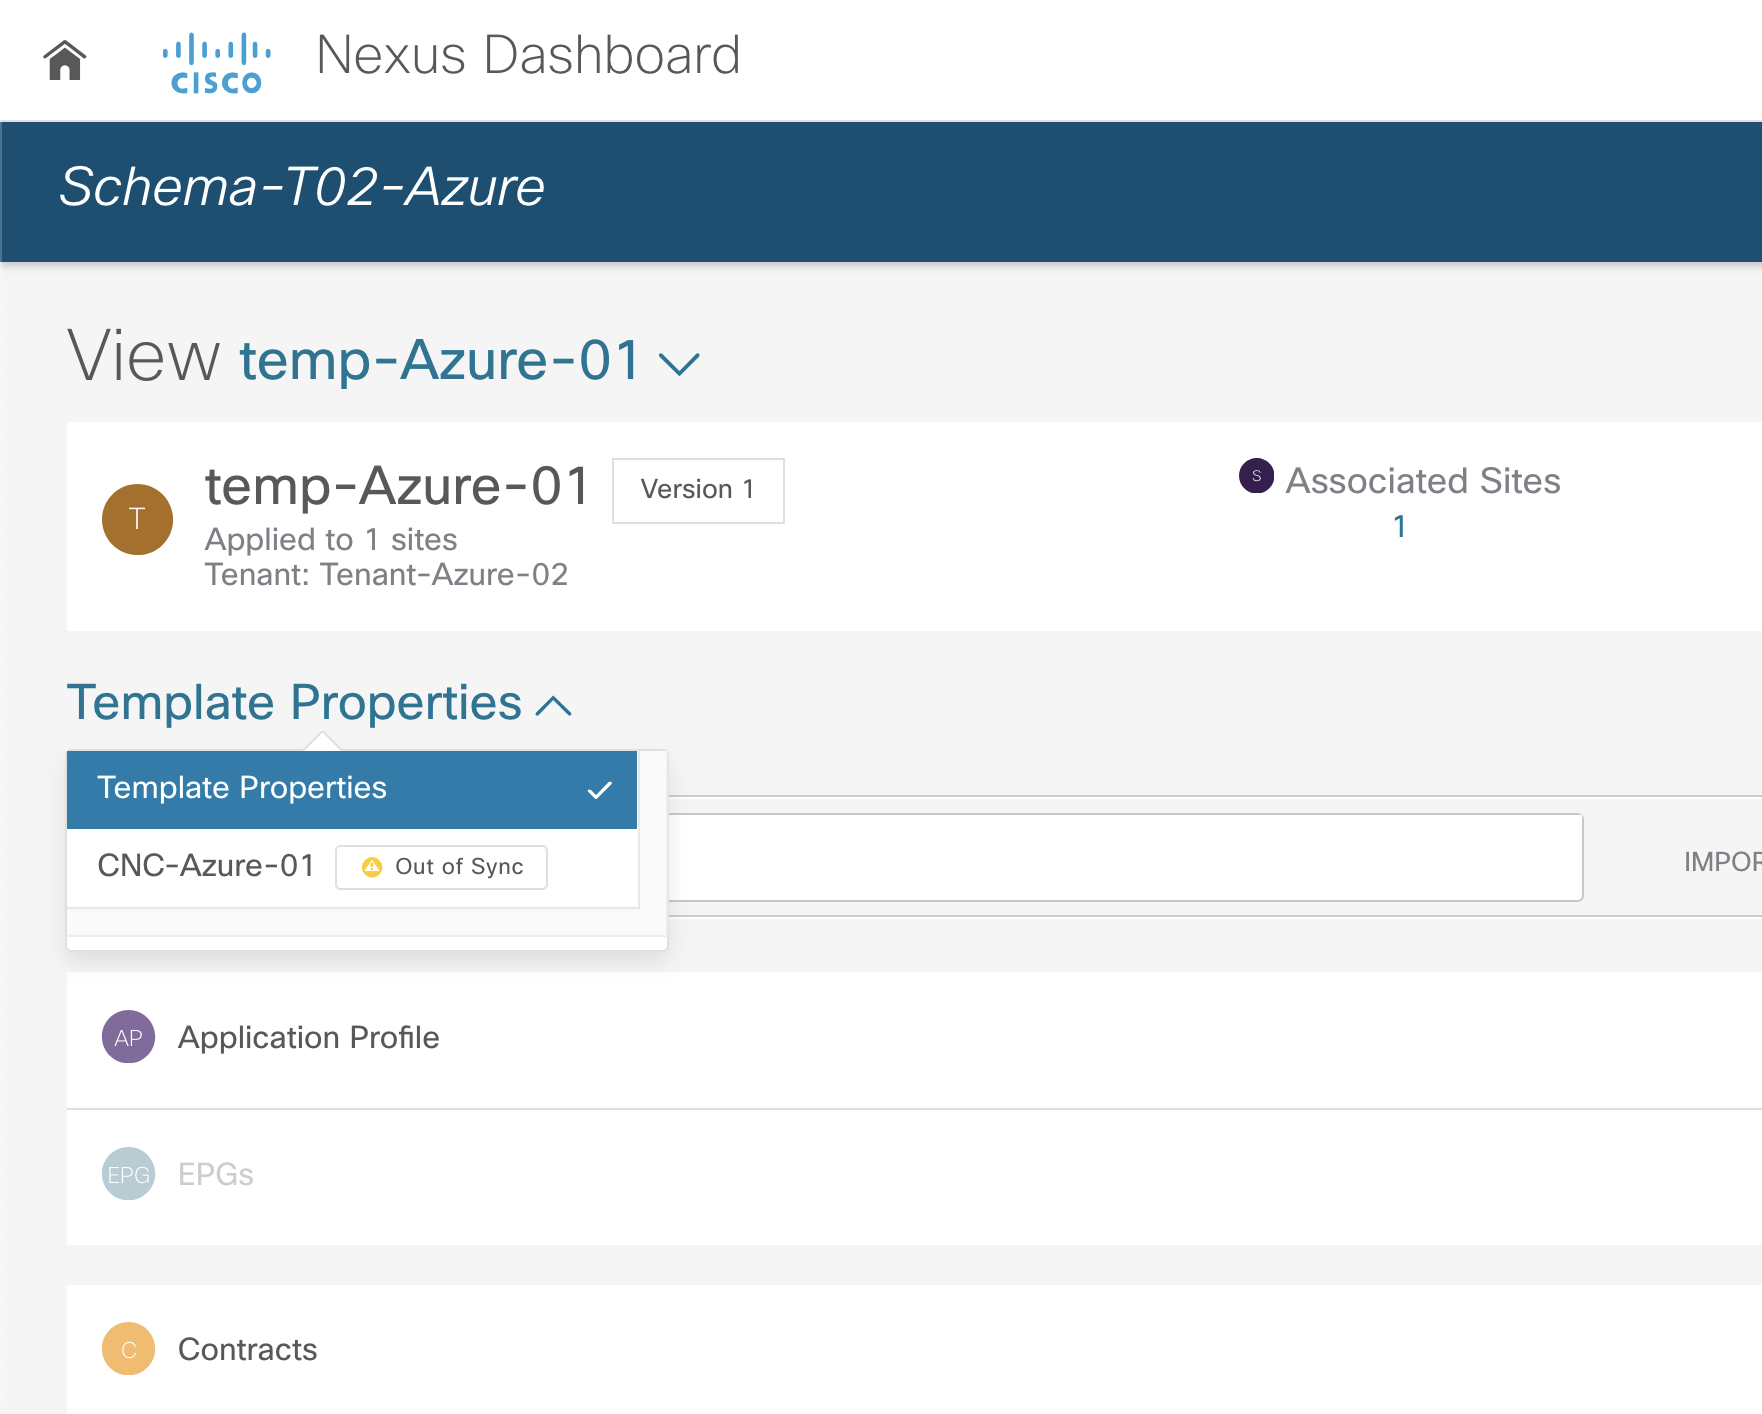 cisco
Nexus Dashboard
Schema-T02-Azure
View temp-Azure-01
T
temp-Azure-01
Version 1
Applied to 1 sites
Tenant: Tenant-Azure-02
S Associated Sites
1
Template Properties
Template Properties
CNC-Azure-01 Out of Sync
IMPOR
AP Application Profile
EPG EPGs
C Contracts